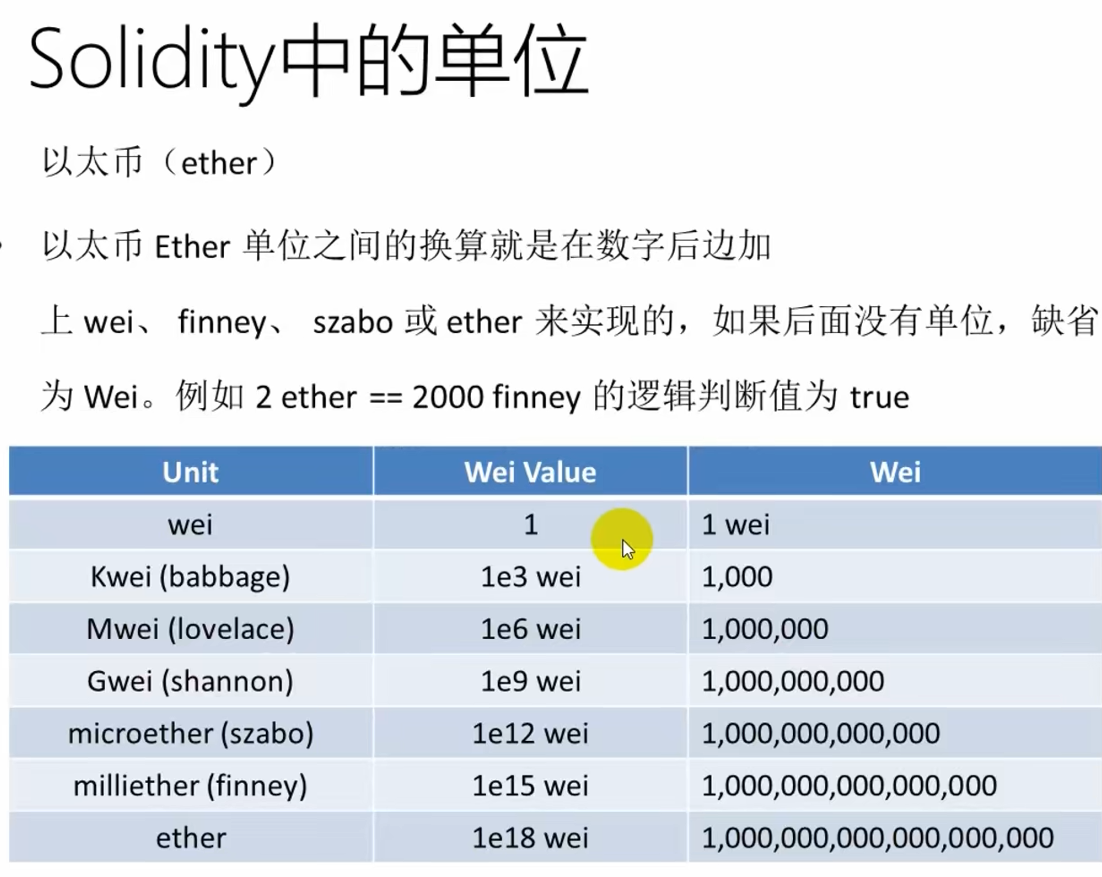 Solidity中的单位
以太币（ether）
以太币 Ether 单位之间的换算就是在数字后边加
上 wei、 finney、 szabo 或 ether 来实现的，如果后面没有单位，缺省
为 Wei。例如 2 ether == 2000 finney 的逻辑判断值为 true
Unit Wei Value Wei
wei 1 1 wei
Kwei (babbage) 1e3 wei 1,000
Mwei (lovelace) 1e6 wei 1,000,000
Gwei (shannon) 1e9 wei 1,000,000,000
microether (szabo) 1e12 wei 1,000,000,000,000
milliether (finney) 1e15 wei 1,000,000,000,000,000
ether 1e18 wei 1,000,000,000,000,000,000